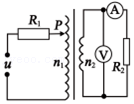 R₁ P A
u n₁ n₂ V R₂